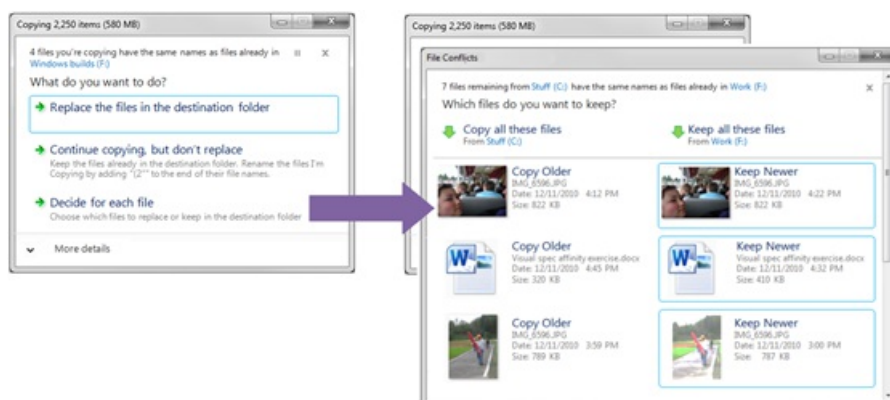 Copying 2,250 items (580 MB)
4 files you're copying have the same names as files already in
Windows builds (F:)
What do you want to do?
Replace the files in the destination folder
Continue copying, but don't replace
Keep the files already in the destination folder. Rename the files I'm
Copying by adding "(2"" to the end of their file names.
Decide for each file
Choose which files to replace or keep in the destination folder
More details
Copying 2,250 items (580 MB)
File Conflicts
7 files remaining from Stuff (C:) have the same names as files already in Work (F:)
Which files do you want to keep?
Copy all these files
From Stuff (C:)
Keep all these files
From Work (F:)
Copy Older
IMG_6596.JPG
Date: 12/11/2010 4:12 PM
Size: 822 KB
Keep Newer
IMG_6596.JPG
Date: 12/11/2010 4:22 PM
Size: 822 KB
Copy Older
Visual spec affinity exercise.docx
Date: 12/11/2010 4:45 PM
Size: 320 KB
Keep Newer
Visual spec affinity exercise.docx
Date: 12/11/2010 4:32 PM
Size: 410 KB
Copy Older
IMG_6596.JPG
Date: 12/11/2010 3:59 PM
Size: 789 KB
Keep Newer
IMG_6596.JPG
Date: 12/11/2010 3:00 PM
Size: 787 KB